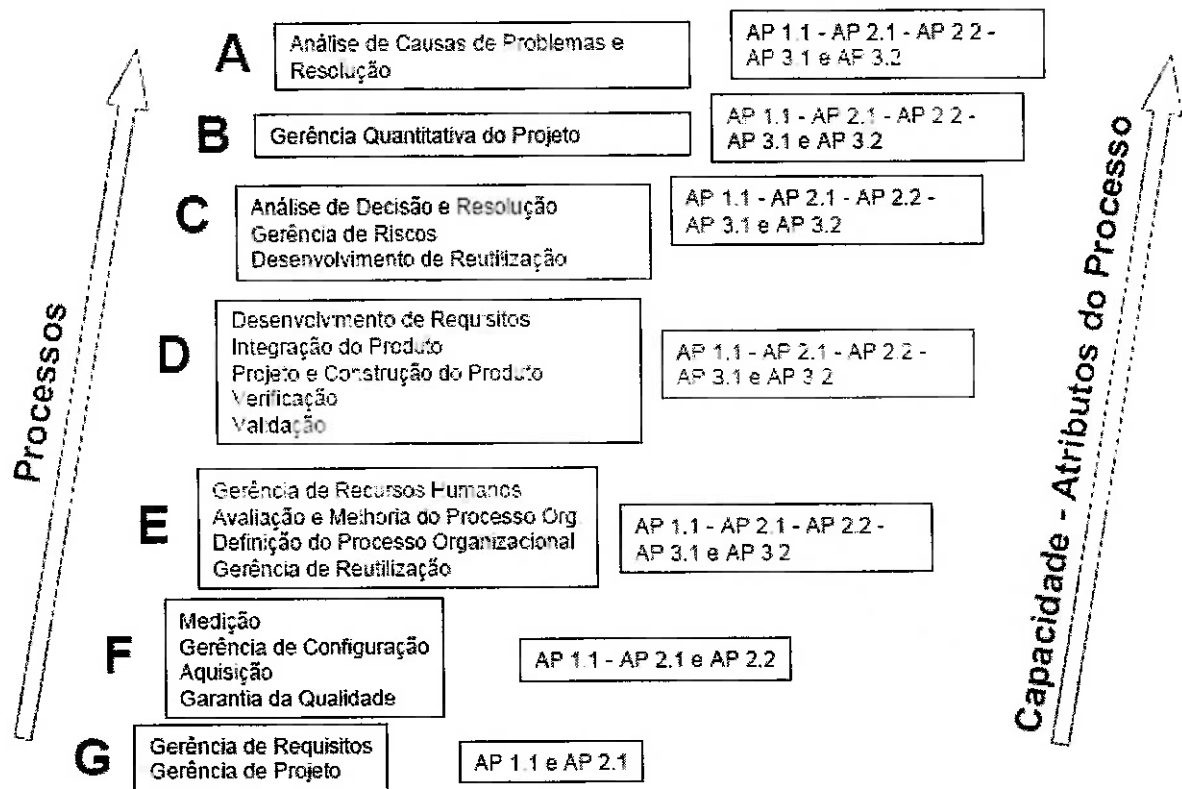 A
Análise de Causas de Problemas e
Resolução
AP 1.1 - AP 2.1 - AP 2.2 -
AP 3.1 e AP 3.2
B
Gerência Quantitativa do Projeto
AP 1.1 - AP 2.1 - AP 2.2 -
AP 3.1 e AP 3.2
C
Análise de Decisão e Resolução
Gerência de Riscos
Desenvolvimento de Reutilização
AP 1.1 - AP 2.1 - AP 2.2 -
AP 3.1 e AP 3.2
D
Desenvolvimento de Requisitos
Integração do Produto
Projeto e Construção do Produto
Verificação
Validação
AP 1.1 - AP 2.1 - AP 2.2 -
AP 3.1 e AP 3.2
E
Gerência de Recursos Humanos
Avaliação e Melhoria do Processo Org.
Definição do Processo Organizacional
Gerência de Reutilização
AP 1.1 - AP 2.1 - AP 2.2 -
AP 3.1 e AP 3.2
F
Medição
Gerência de Configuração
Aquisição
Garantia da Qualidade
AP 1.1 - AP 2.1 e AP 2.2
G
Gerência de Requisitos
Gerência de Projeto
AP 1.1 e AP 2.1
Processos
Capacidade - Atributos do Processo